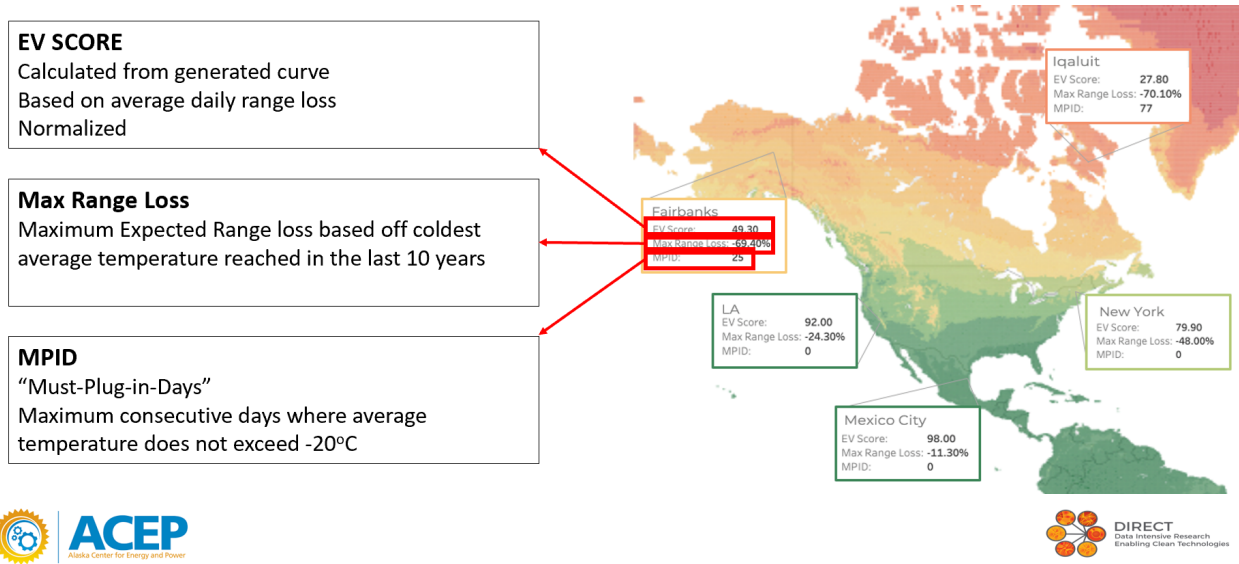 EV SCORE
Calculated from generated curve
Based on average daily range loss
Normalized
Max Range Loss
Maximum Expected Range loss based off coldest
average temperature reached in the last 10 years
MPID
“Must-Plug-in-Days”
Maximum consecutive days where average
temperature does not exceed -20°C
Iqaluit
EV Score: 27.80
Max Range Loss: -70.10%
MPID: 77
Fairbanks
EV Score: 49.30
Max Range Loss: -69.40%
MPID: 25
LA
EV Score: 92.00
Max Range Loss: -24.30%
MPID: 0
New York
EV Score: 79.90
Max Range Loss: -48.00%
MPID: 0
Mexico City
EV Score: 98.00
Max Range Loss: -11.30%
MPID: 0
ACEP
Alaska Center for Energy and Power
DIRECT
Data Intensive Research
Enabling Clean Technologies